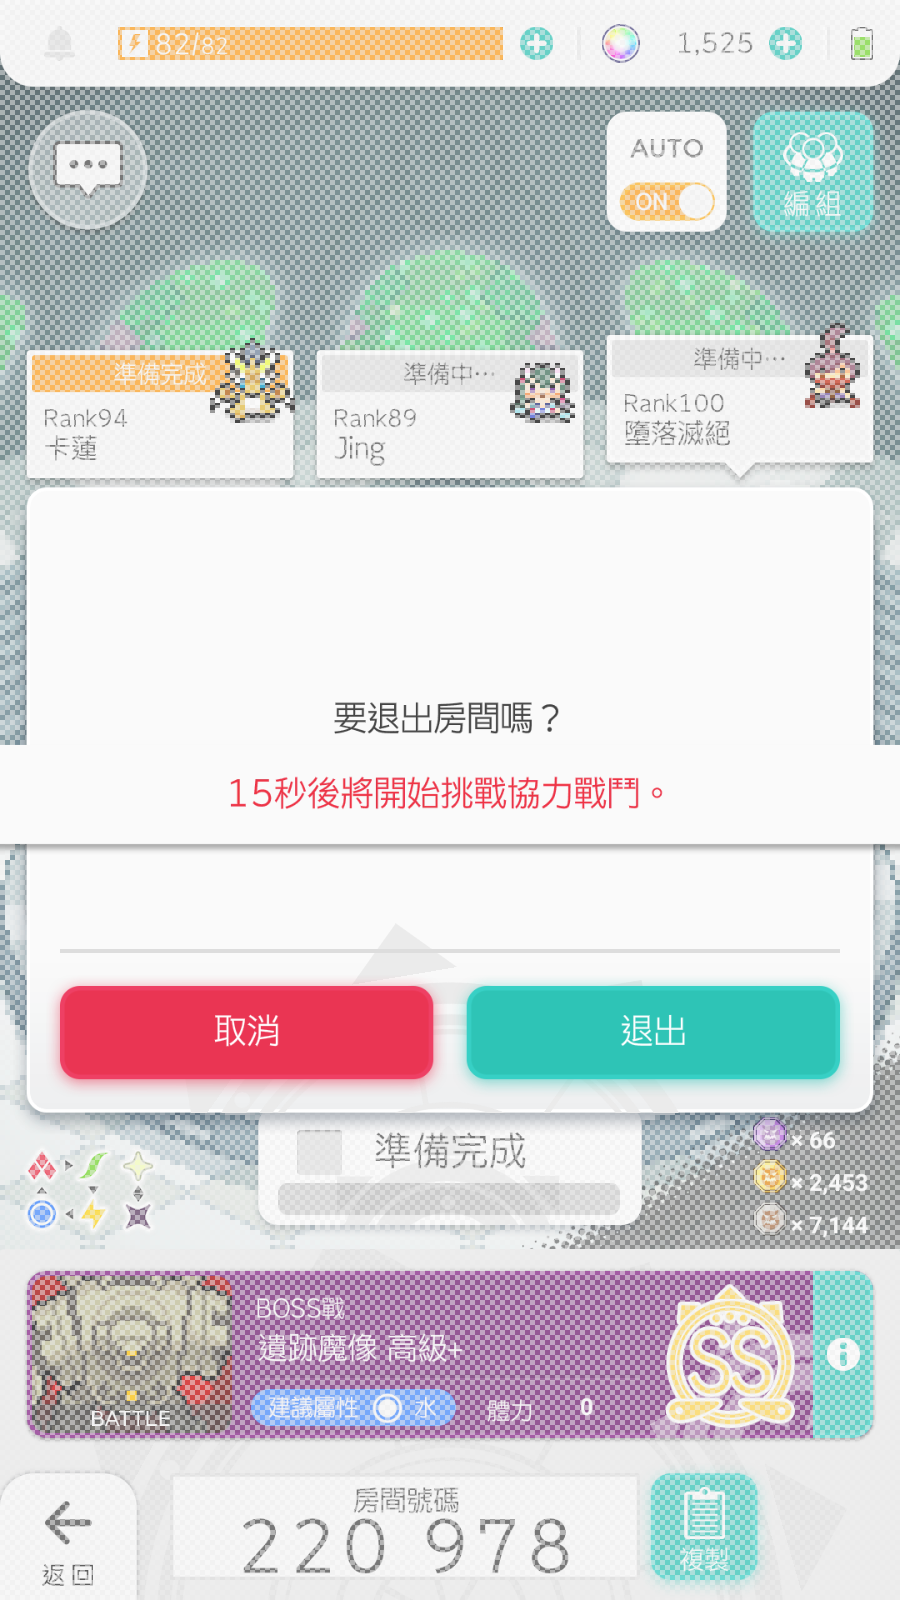 82/82
1,525
AUTO
ON
編組
準備完成
Rank94
卡蓮
準備中…
Rank89
Jing
準備中…
Rank100
墮落滅絕
要退出房間嗎？
15秒後將開始挑戰協力戰鬥。
取消
退出
準備完成
× 66
× 2,453
× 7,144
BOSS戰
遺跡魔像 高級+
BATTLE
建議屬性 水
體力 0
SS
返回
房間號碼
220 978
複製